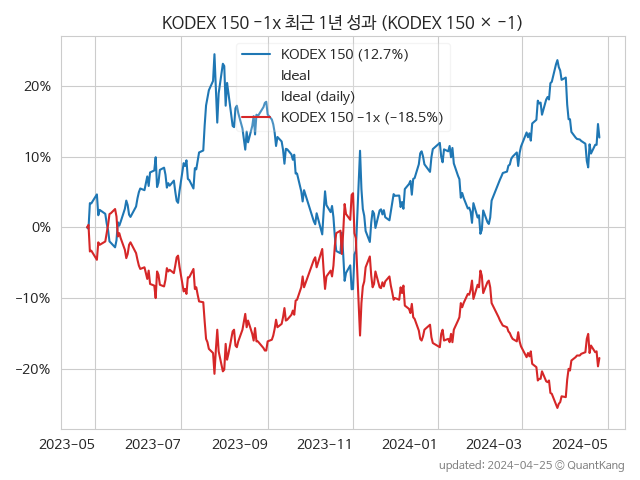 KODEX 150 −1x 최근 1년 성과 (KODEX 150 × −1)
KODEX 150 (12.7%)
Ideal
Ideal (daily)
KODEX 150 −1x (−18.5%)
20%
10%
0%
−10%
−20%
2023−05 2023−07 2023−09 2023−11 2024−01 2024−03 2024−05
updated: 2024−04−25 © QuantKang